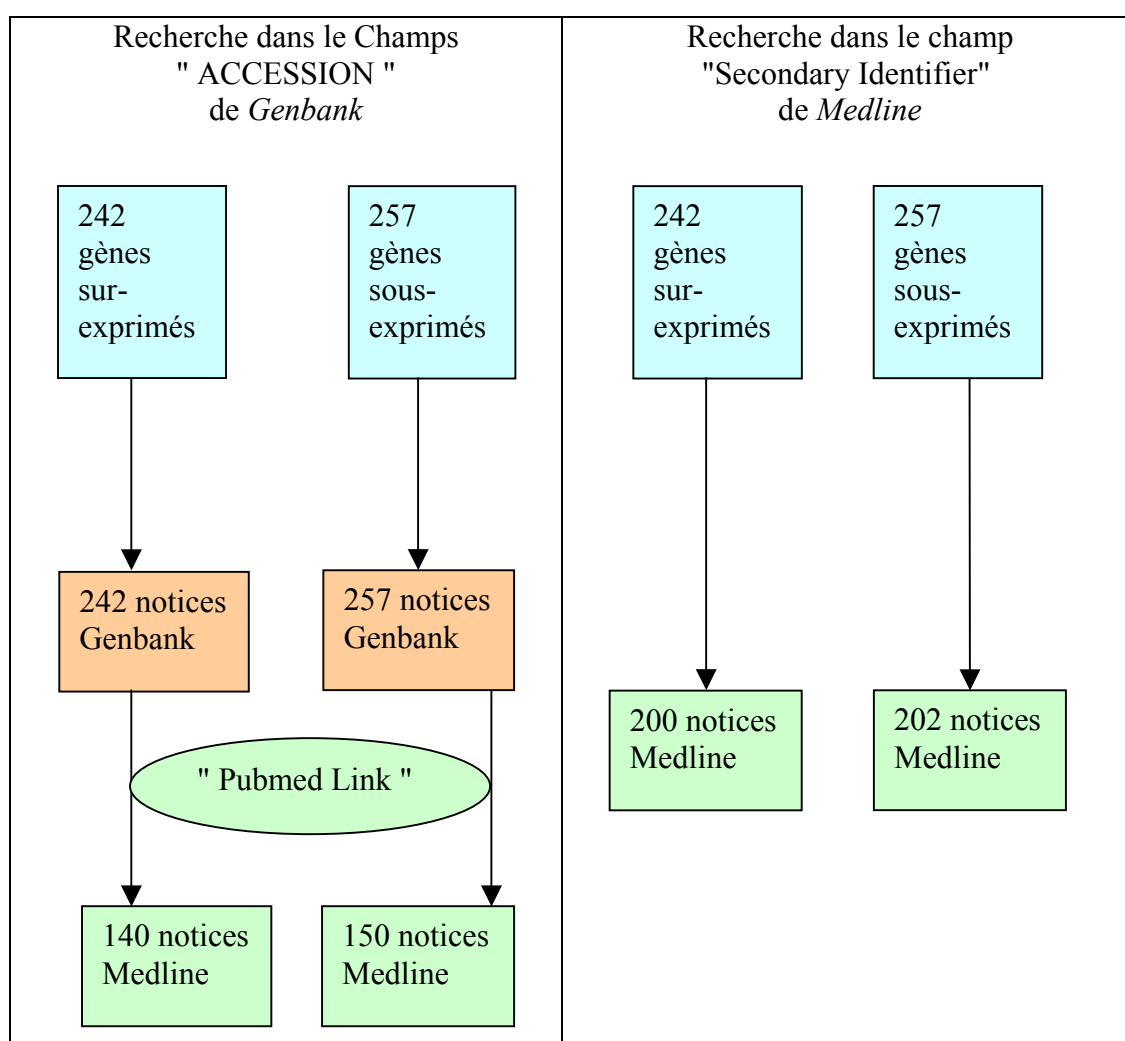 Recherche dans le Champs
" ACCESSION "
de Genbank
242
gènes
sur-
exprimés
257
gènes
sous-
exprimés
242 notices
Genbank
257 notices
Genbank
" Pubmed Link "
140 notices
Medline
150 notices
Medline
Recherche dans le champ
"Secondary Identifier"
de Medline
242
gènes
sur-
exprimés
257
gènes
sous-
exprimés
200 notices
Medline
202 notices
Medline